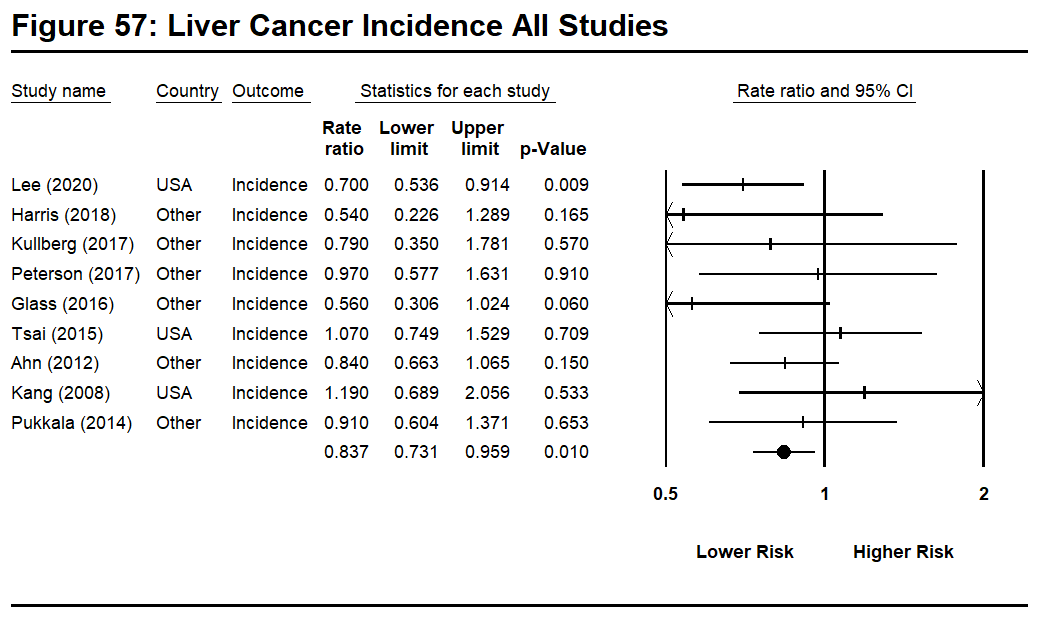 Figure 57: Liver Cancer Incidence All Studies
Study name Country Outcome Statistics for each study Rate ratio and 95% CI
Rate ratio Lower limit Upper limit p-Value
Lee (2020) USA Incidence 0.700 0.536 0.914 0.009
Harris (2018) Other Incidence 0.540 0.226 1.289 0.165
Kullberg (2017) Other Incidence 0.790 0.350 1.781 0.570
Peterson (2017) Other Incidence 0.970 0.577 1.631 0.910
Glass (2016) Other Incidence 0.560 0.306 1.024 0.060
Tsai (2015) USA Incidence 1.070 0.749 1.529 0.709
Ahn (2012) Other Incidence 0.840 0.663 1.065 0.150
Kang (2008) USA Incidence 1.190 0.689 2.056 0.533
Pukkala (2014) Other Incidence 0.910 0.604 1.371 0.653
0.837 0.731 0.959 0.010
0.5 1 2
Lower Risk Higher Risk